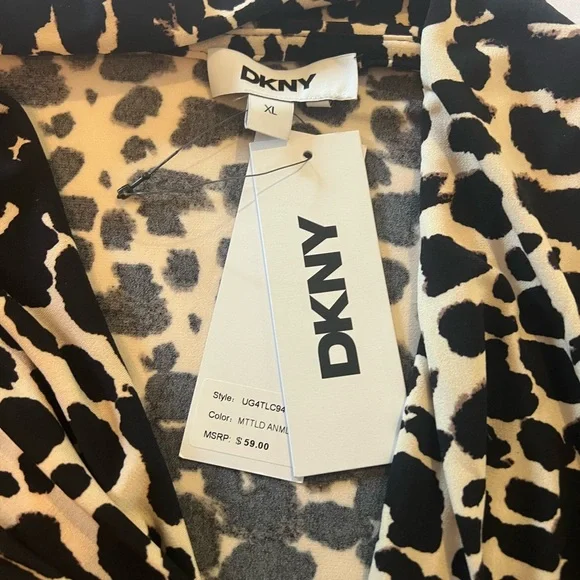 DKNY
XL
DKNY
Style: UG4TLC94
Color: MTTLD ANML
MSRP: $ 59.00